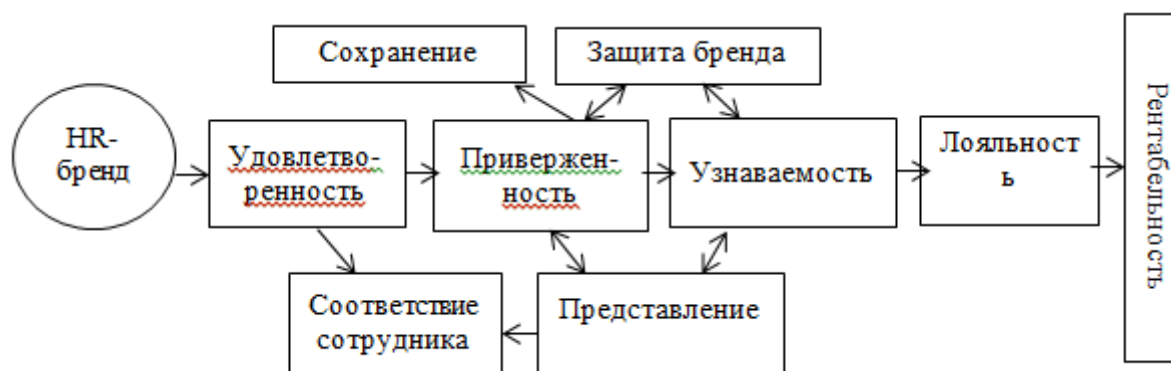 Сохранение
Защита бренда
HR-
бренд
Удовлетво-
ренность
Привержен-
ность
Узнаваемость
Лояльност
ь
Рентабельность
Соответствие
сотрудника
Представление